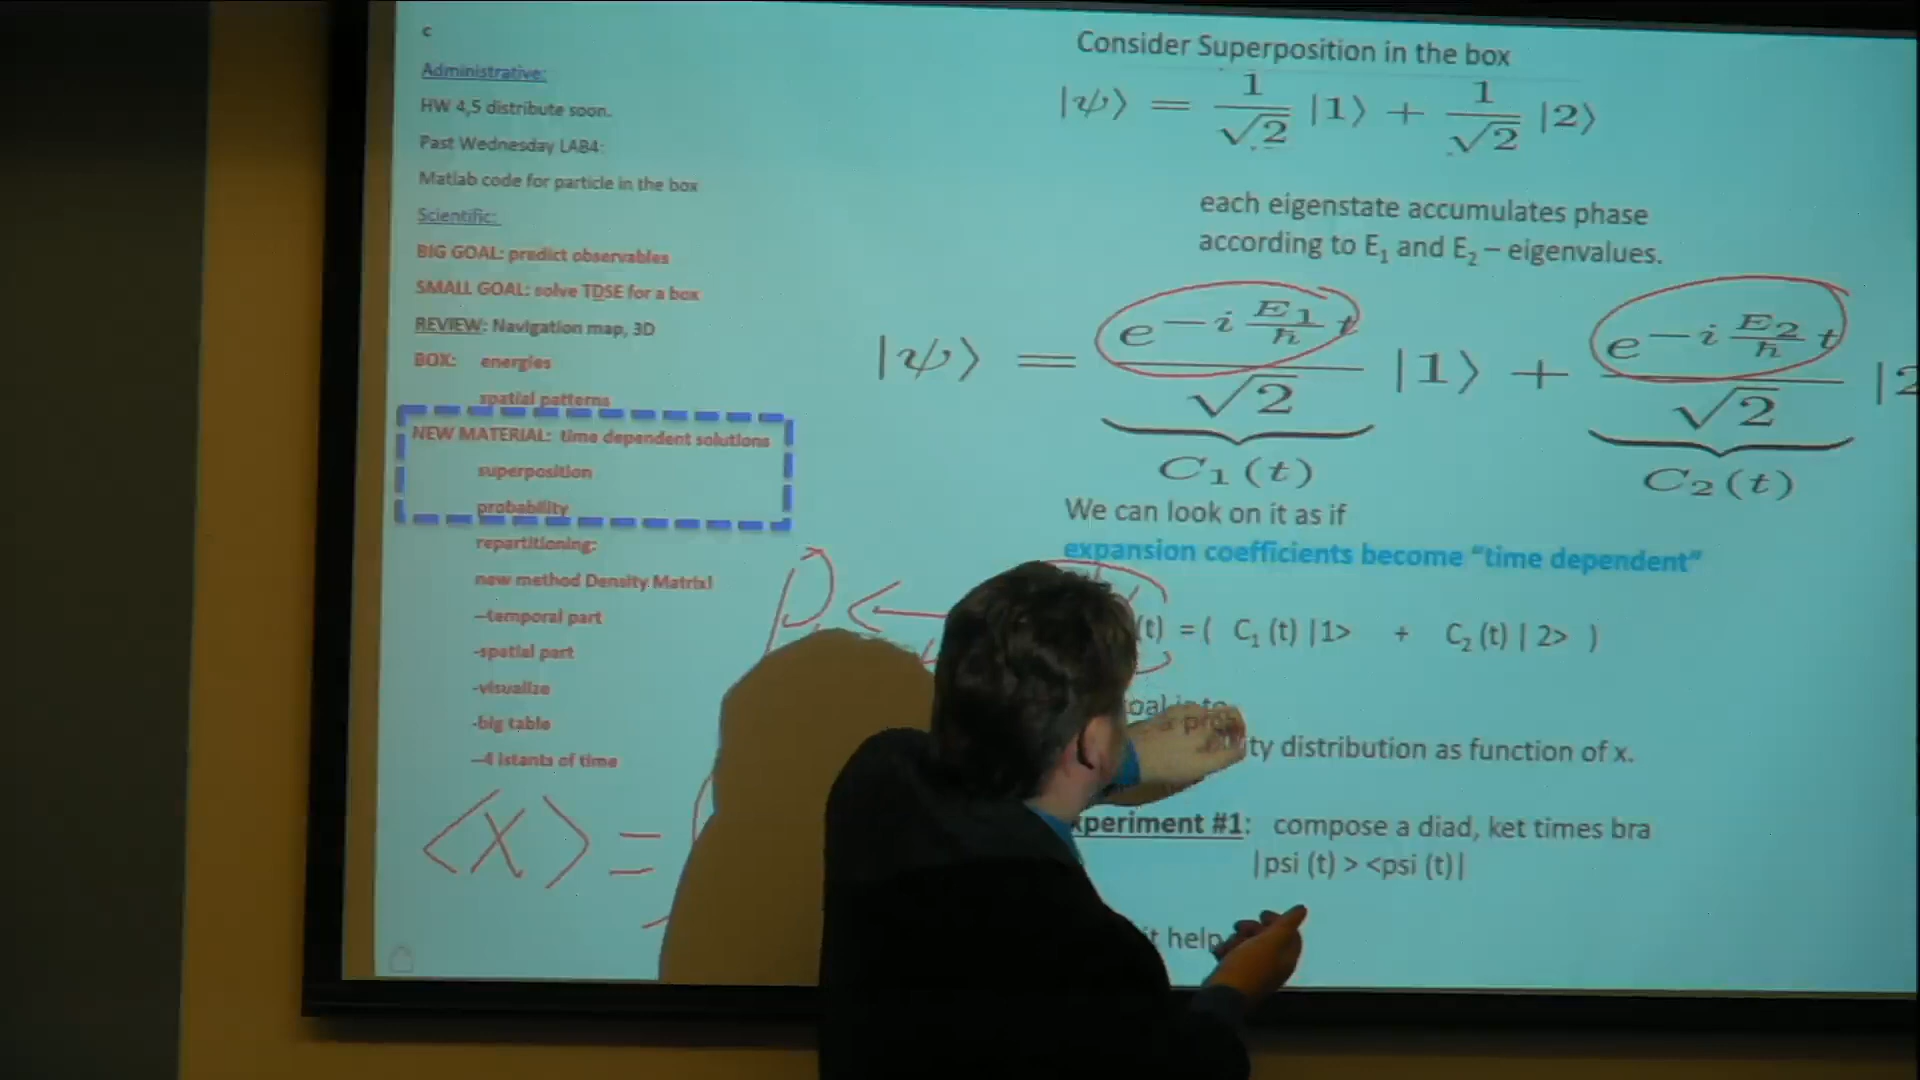 c
Administrative:
HW 4,5 distribute soon.
Past Wednesday LAB4:
Matlab code for particle in the box
Scientific:
BIG GOAL: predict observables
SMALL GOAL: solve TDSE for a box
REVIEW: Navigation map, 3D
BOX: energies
spatial patterns
NEW MATERIAL: time dependent solutions
superposition
probability
repartitioning:
new method Density Matrix!
–temporal part
-spatial part
-visualize
-big table
–4 istants of time
⟨X⟩ =
Consider Superposition in the box
|ψ⟩ = 1/√2 |1⟩ + 1/√2 |2⟩
each eigenstate accumulates phase
according to E₁ and E₂ – eigenvalues.
|ψ⟩ = e^(−i E₁/ħ t)/√2 |1⟩ + e^(−i E₂/ħ t)/√2 |2
C₁(t) C₂(t)
We can look on it as if
expansion coefficients become "time dependent"
(t) = ( C₁ (t) |1> + C₂ (t) | 2> )
ty distribution as function of x.
xperiment #1: compose a diad, ket times bra
|psi (t) > <psi (t)|
t help